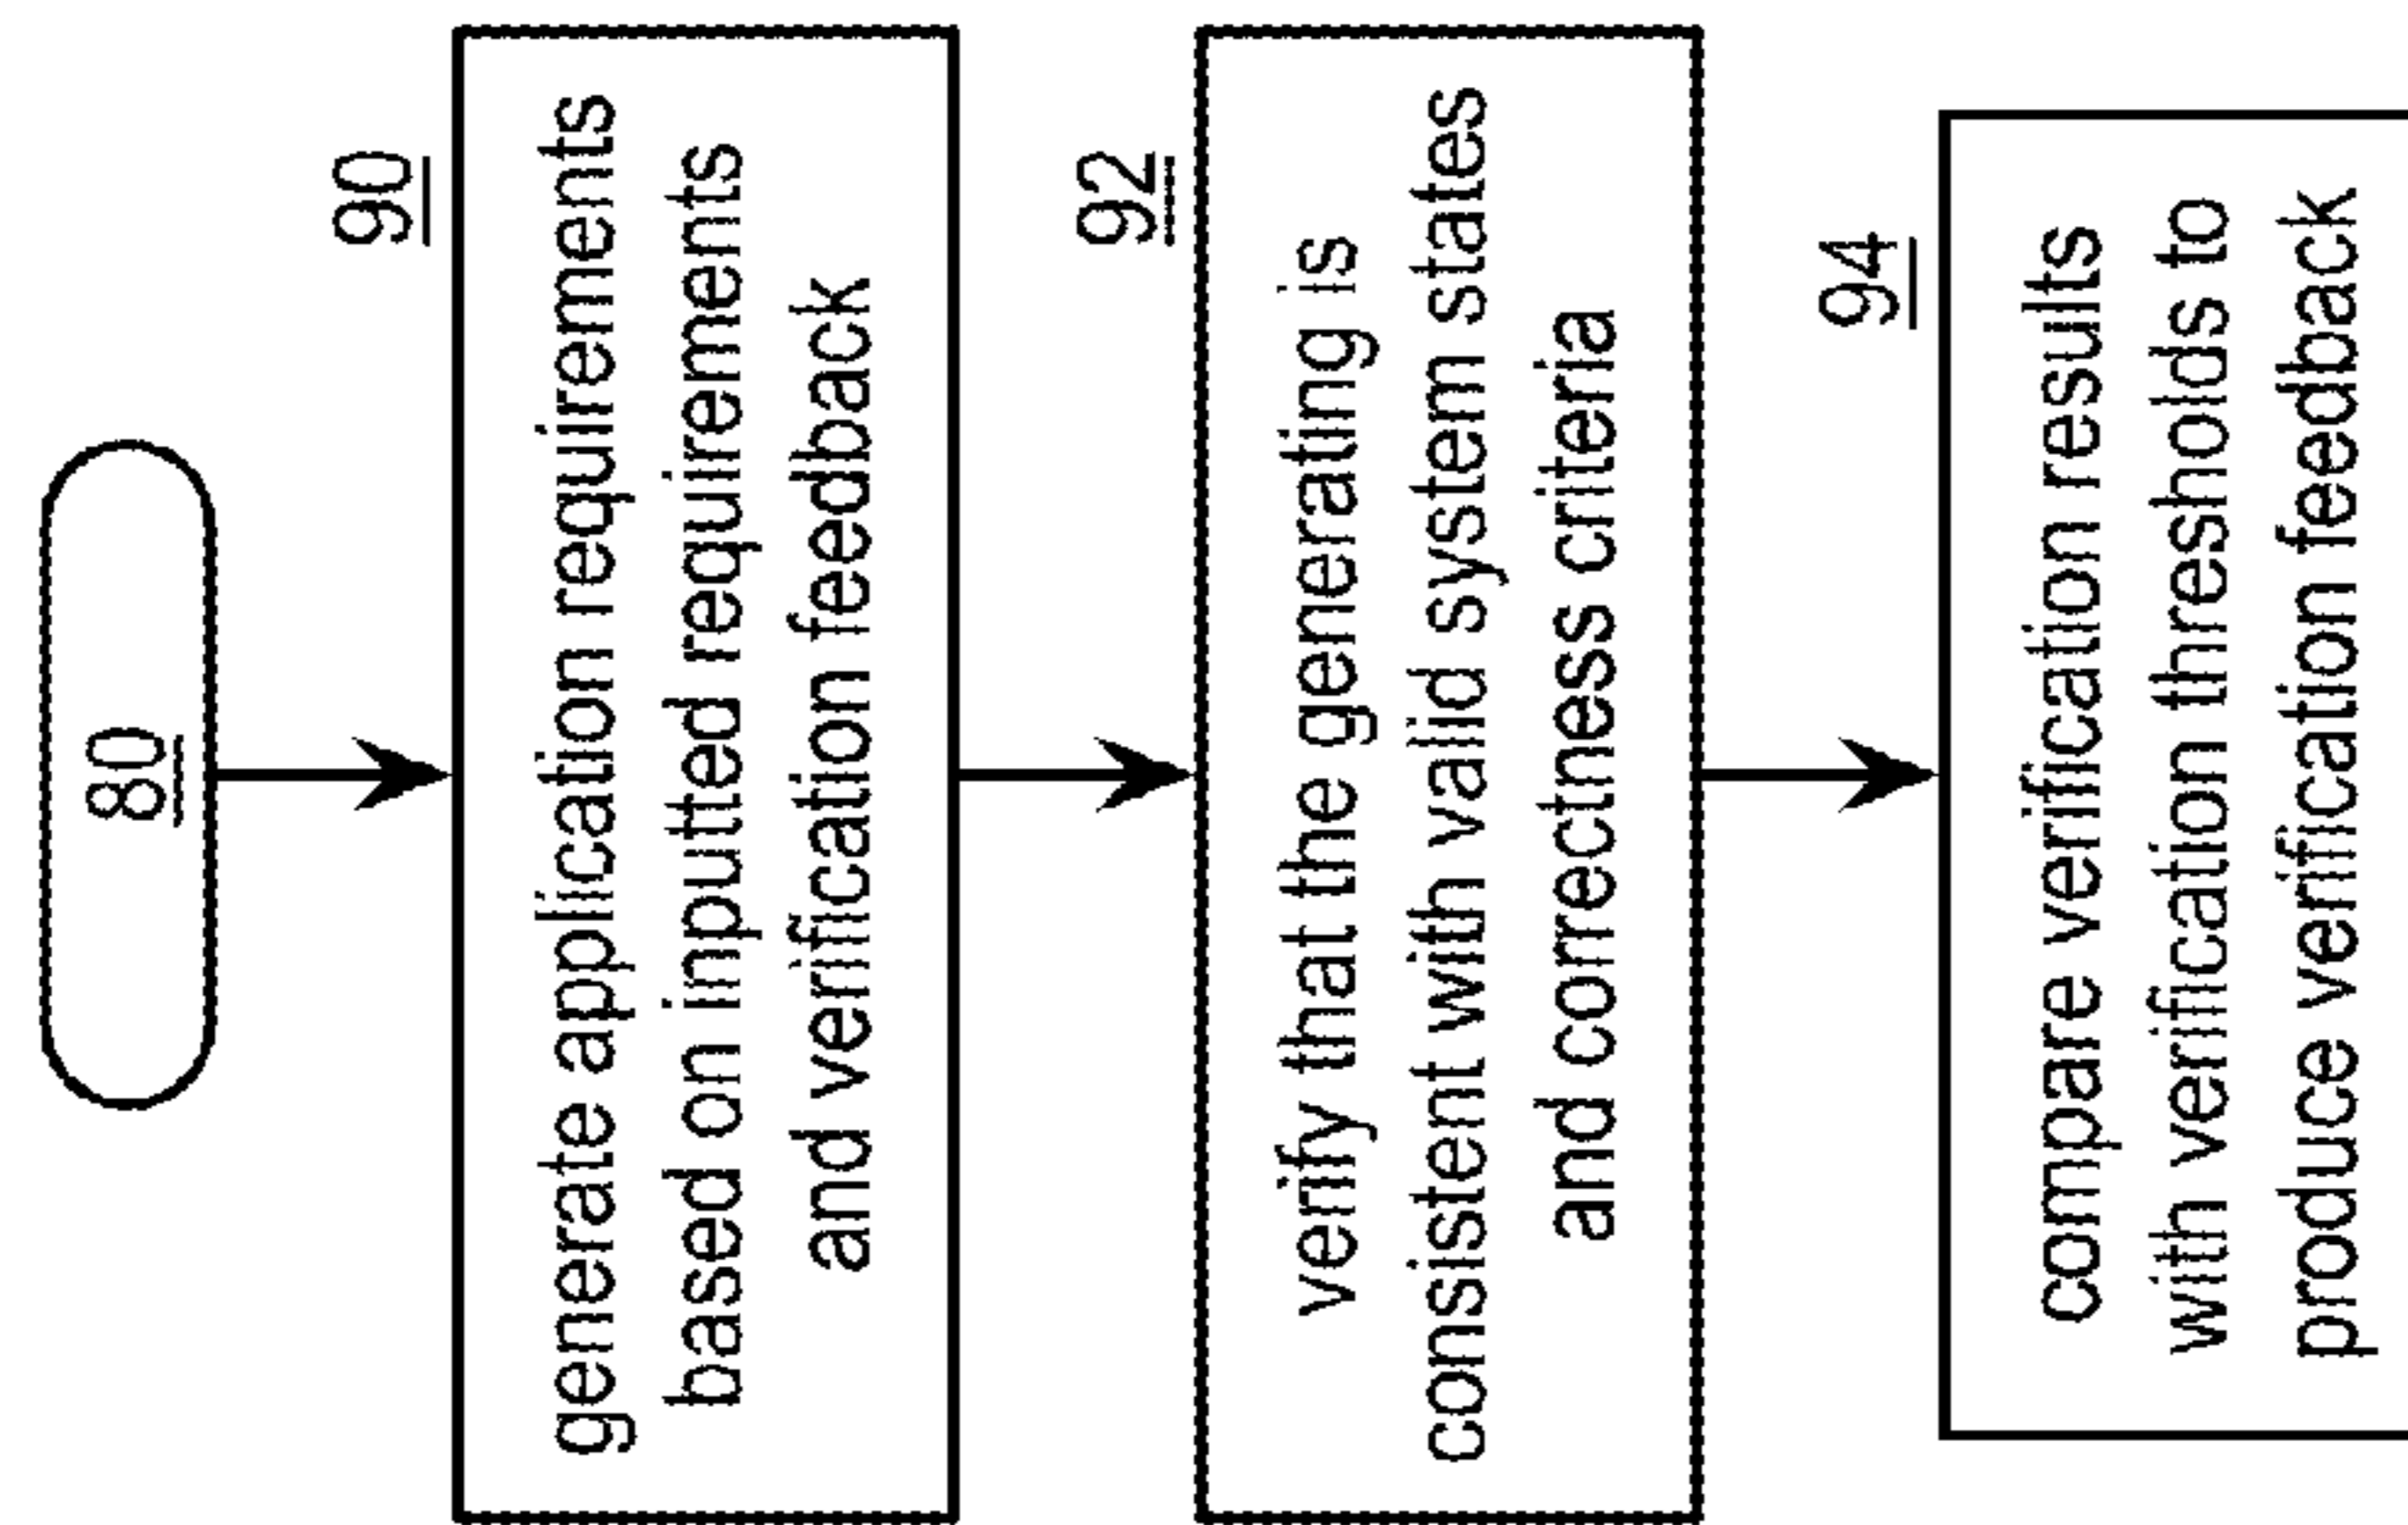 80
90
generate application requirements
based on inputted requirements
and verification feedback
92
verify that the generating is
consistent with valid system states
and correctness criteria
94
compare verification results
with verification thresholds to
produce verification feedback